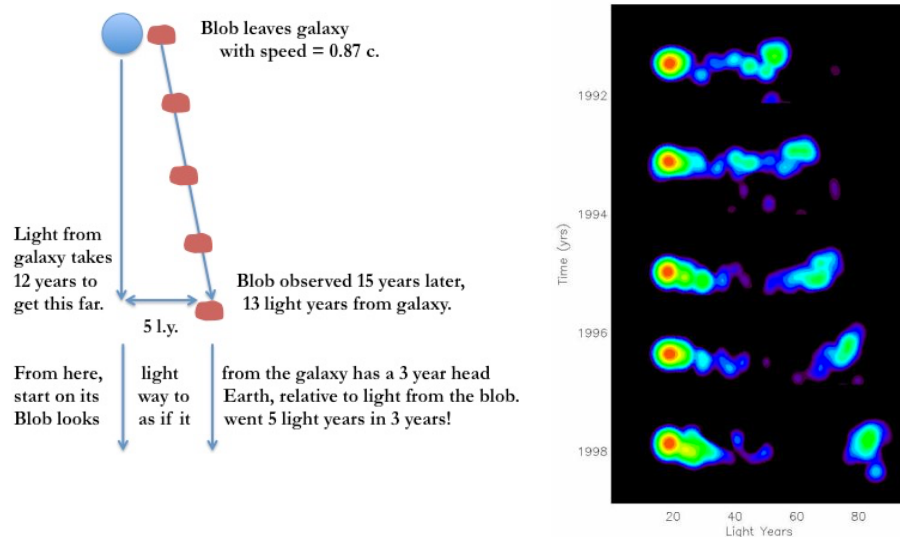 Blob leaves galaxy
with speed = 0.87 c.
Light from
galaxy takes
12 years to
get this far.
Blob observed 15 years later,
13 light years from galaxy.
5 l.y.
From here, light from the galaxy has a 3 year head
start on its way to Earth, relative to light from the blob.
Blob looks as if it went 5 light years in 3 years!
Time (yrs)
1992
1994
1996
1998
20 40 60 80
Light Years